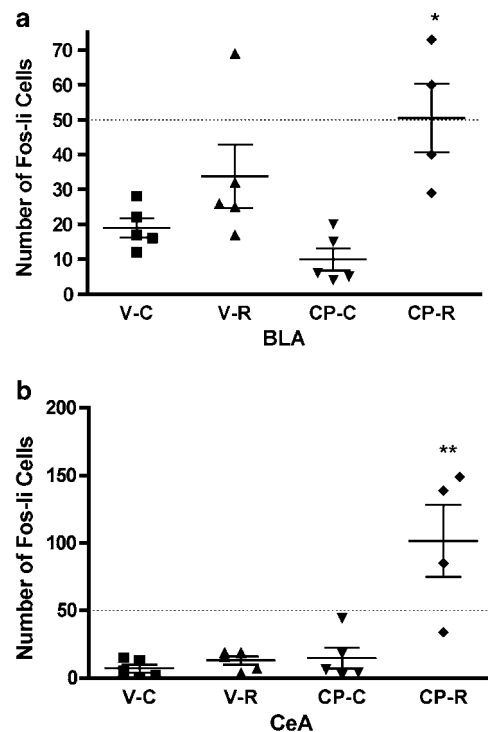 a
*
Number of Fos-li Cells
70
60
50
40
30
20
10
0
V-C V-R CP-C CP-R
BLA
b
**
Number of Fos-li Cells
200
150
100
50
0
V-C V-R CP-C CP-R
CeA